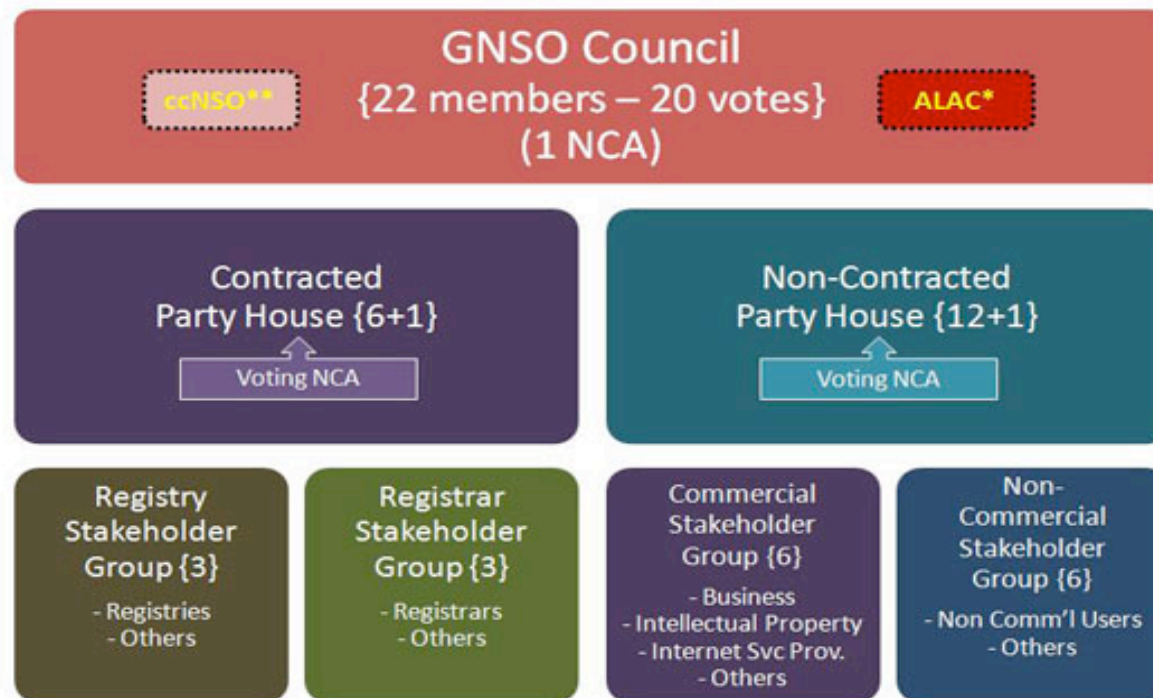 GNSO Council
ccNSO**
{22 members – 20 votes}
ALAC*
(1 NCA)
Contracted
Party House {6+1}
Voting NCA
Non-Contracted
Party House {12+1}
Voting NCA
Registry
Stakeholder
Group {3}
- Registries
- Others
Registrar
Stakeholder
Group {3}
- Registrars
- Others
Commercial
Stakeholder
Group {6}
- Business
- Intellectual Property
- Internet Svc Prov.
- Others
Non-
Commercial
Stakeholder
Group {6}
- Non Comm'l Users
- Others